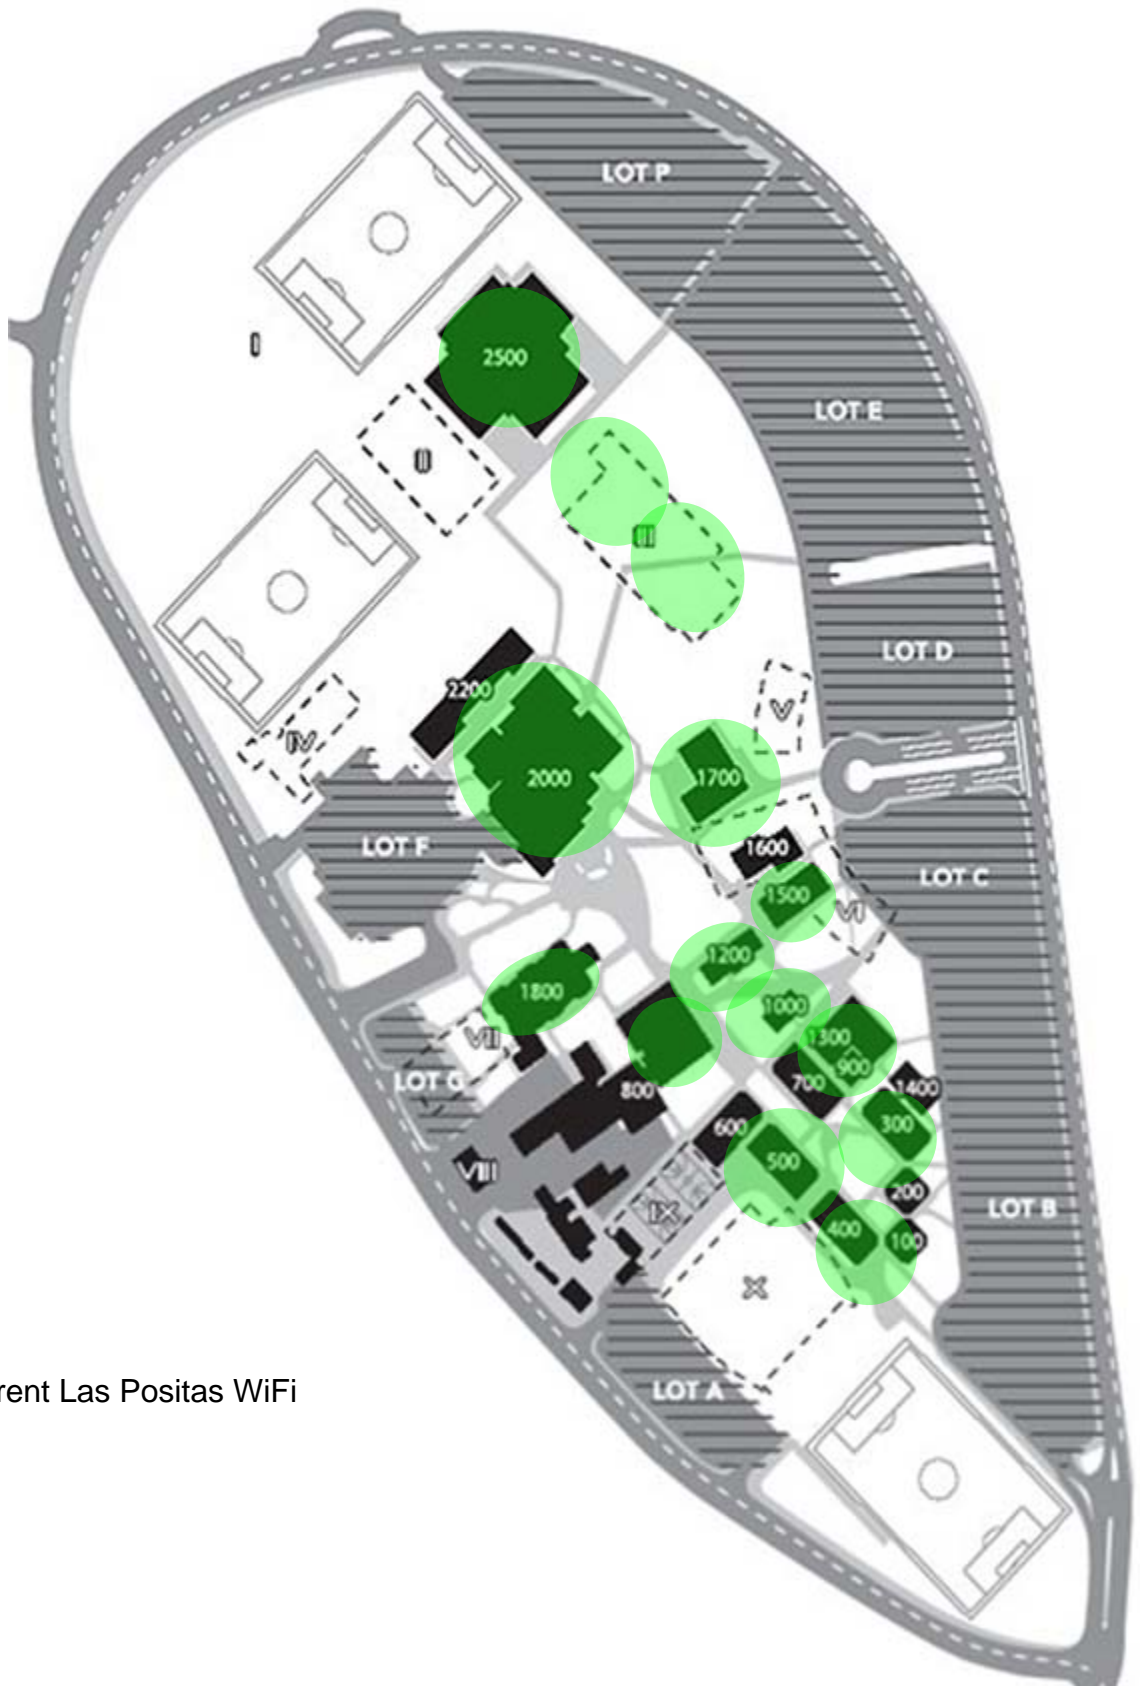 LOT P
I
2500
LOT E
II
III
LOT D
2200
V
IV
2000
1700
LOT F
1600
LOT C
1500
VI
1200
1800
1000
VII
1300
900
LOT G
700
800
1400
600
300
500
VIII
200
IX
LOT B
400
100
X
rent Las Positas WiFi
LOT A